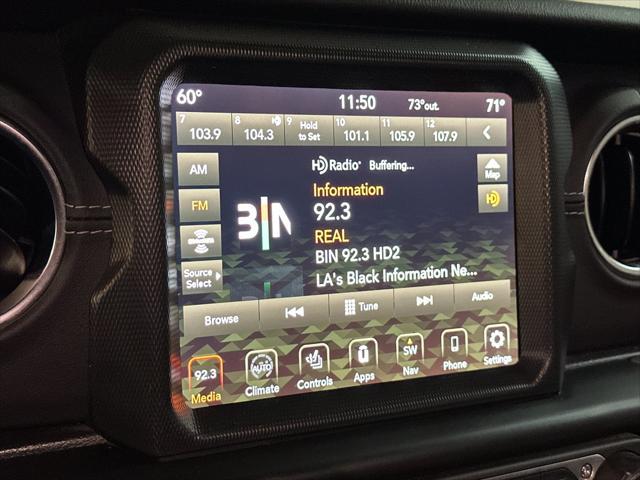 60° 11:50 73°out. 71°
7 103.9 8 HD 104.3 9 Hold to Set 10 101.1 11 105.9 12 107.9
AM HD Radio Buffering... Map
Information
FM 92.3 HD
BIN REAL
BIN 92.3 HD2
Source Select LA's Black Information Ne...
Browse Tune Audio
92.3 AUTO SW
Media Climate Controls Apps Nav Phone Settings